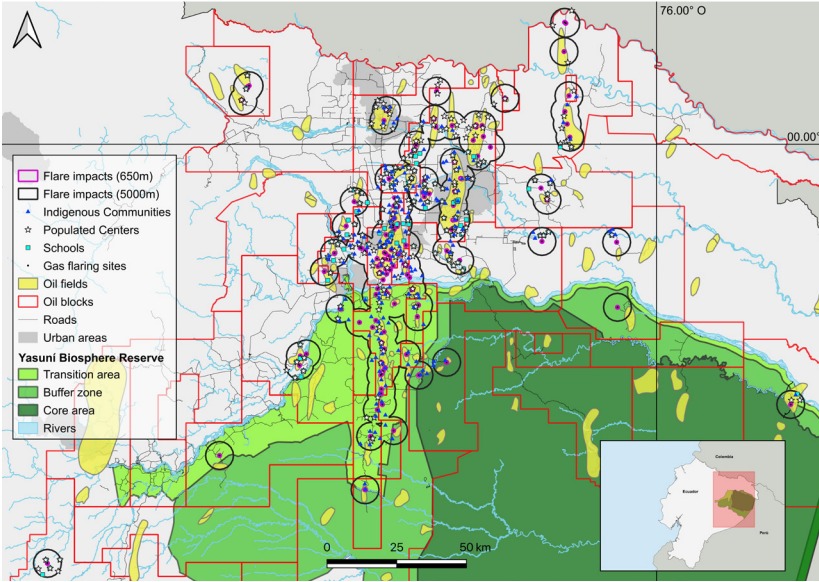 76.00° O
00.00°
Flare impacts (650m)
Flare impacts (5000m)
Indigenous Communities
Populated Centers
Schools
Gas flaring sites
Oil fields
Oil blocks
Roads
Urban areas
Yasuní Biosphere Reserve
Transition area
Buffer zone
Core area
Rivers
0 25 50 km
Colombia
Ecuador
Perú